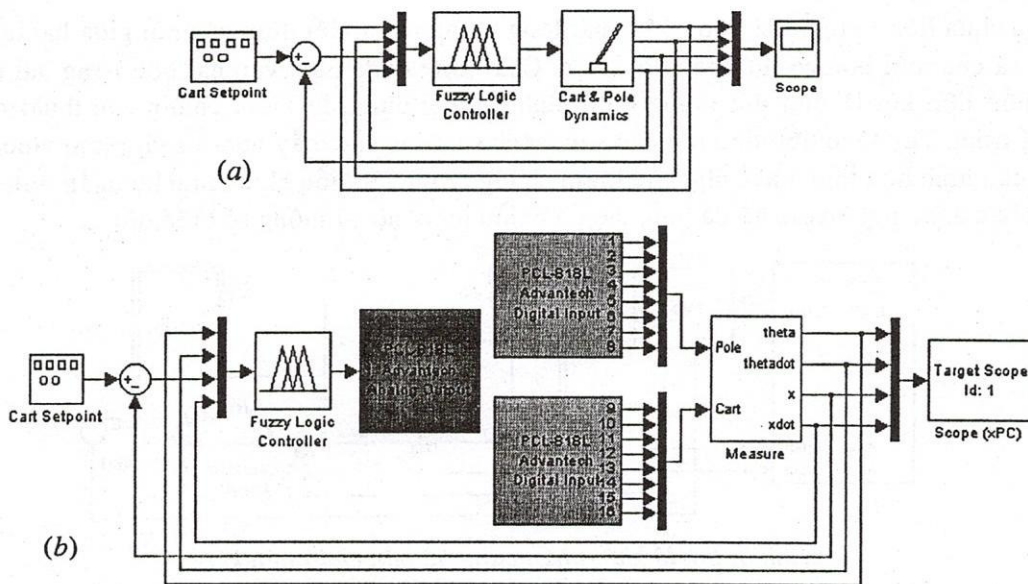 Cart Setpoint
+
−
Fuzzy Logic
Controller
Cart & Pole
Dynamics
Scope
(a)
1
2
3
4
5
6
7
8
PCL-818L
Advantech
Digital Input
Cart Setpoint
+
−
Fuzzy Logic
Controller
PCL-818L
Advantech
Analog Output
9
10
11
12
13
14
15
16
PCL-818L
Advantech
Digital Input
Pole
Cart
theta
thetadot
x
xdot
Measure
Target Scope
Id: 1
Scope (xPC)
(b)